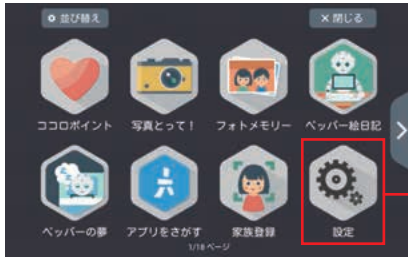 並び替え
×閉じる
ココロポイント
写真とって!
フォトメモリー
ペッパー絵日記
ペッパーの夢
アプリをさがす
家族登録
設定
1/18 ページ